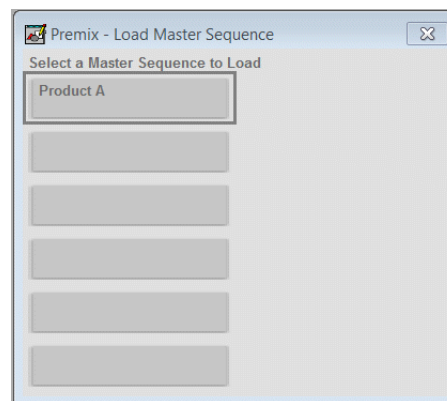 Premix - Load Master Sequence
Select a Master Sequence to Load
Product A